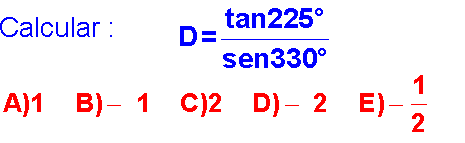 Calcular : D = tan225° / sen330°
A)1 B)– 1 C)2 D)– 2 E)– 1/2